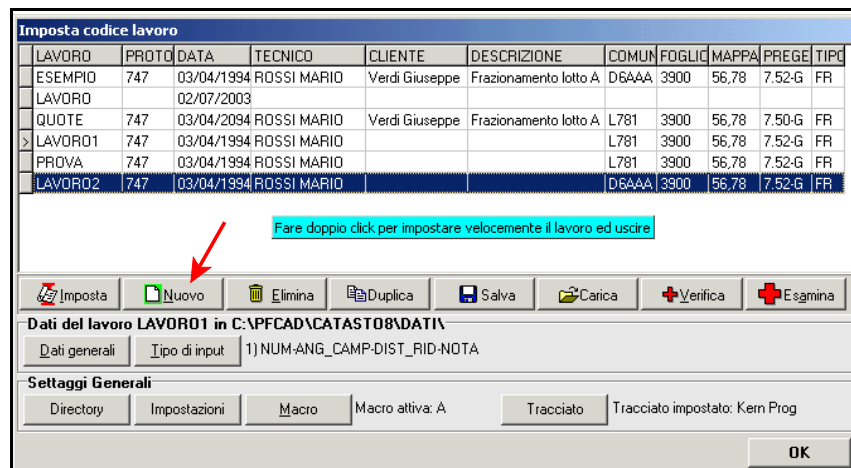 Imposta codice lavoro
LAVORO PROTO DATA TECNICO CLIENTE DESCRIZIONE COMUN FOGLIO MAPPA PREGE TIPO
ESEMPIO 747 03/04/1994 ROSSI MARIO Verdi Giuseppe Frazionamento lotto A D6AAA 3900 56,78 7.52-G FR
LAVORO 02/07/2003
QUOTE 747 03/04/2094 ROSSI MARIO Verdi Giuseppe Frazionamento lotto A L781 3900 56,78 7.50-G FR
> LAVORO1 747 03/04/1994 ROSSI MARIO L781 3900 56,78 7.52-G FR
PROVA 747 03/04/1994 ROSSI MARIO L781 3900 56,78 7.52-G FR
LAVORO2 747 03/04/1994 ROSSI MARIO D6AAA 3900 56,78 7.52-G FR
Fare doppio click per impostare velocemente il lavoro ed uscire
Imposta Nuovo Elimina Duplica Salva Carica Verifica Esamina
Dati del lavoro LAVORO1 in C:\PFCAD\CATASTO8\DATI\
Dati generali Tipo di input 1) NUM-ANG_CAMP-DIST_RID-NOTA
Settaggi Generali
Directory Impostazioni Macro Macro attiva: A Tracciato Tracciato impostato: Kern Prog
OK